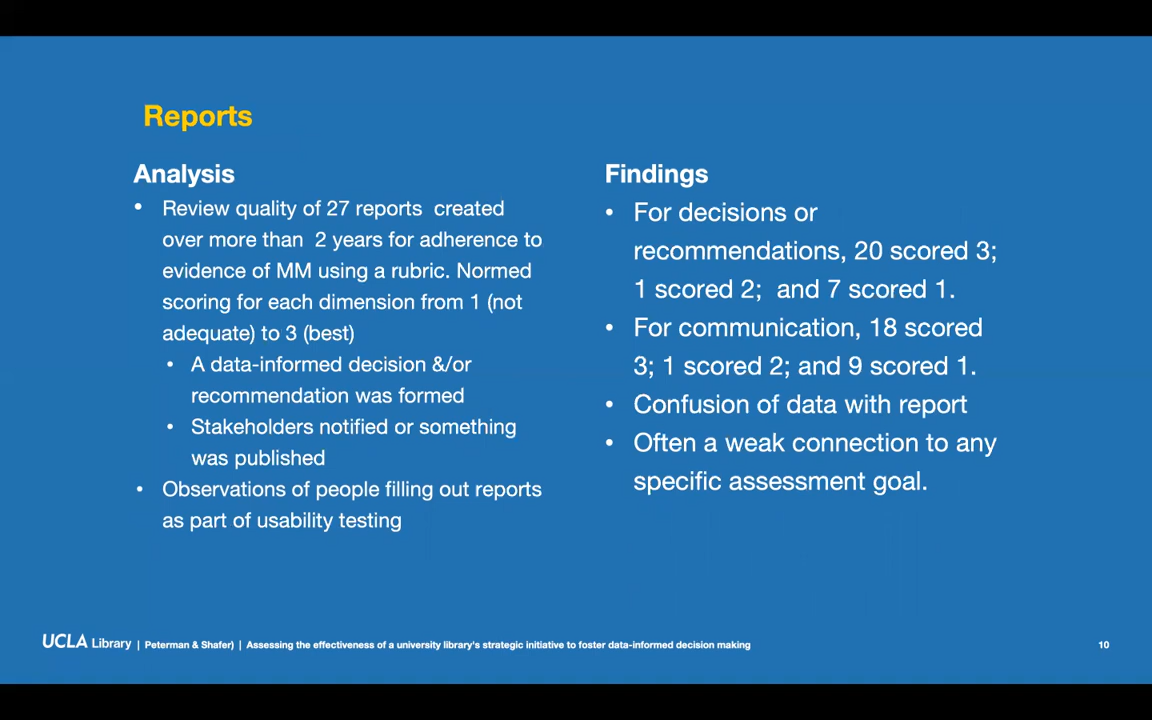 Reports
Analysis
• Review quality of 27 reports created
over more than 2 years for adherence to
evidence of MM using a rubric. Normed
scoring for each dimension from 1 (not
adequate) to 3 (best)
• A data-informed decision &/or
recommendation was formed
• Stakeholders notified or something
was published
• Observations of people filling out reports
as part of usability testing
Findings
• For decisions or
recommendations, 20 scored 3;
1 scored 2; and 7 scored 1.
• For communication, 18 scored
3; 1 scored 2; and 9 scored 1.
• Confusion of data with report
• Often a weak connection to any
specific assessment goal.
UCLA Library | Peterman & Shafer) | Assessing the effectiveness of a university library's strategic initiative to foster data-informed decision making 10